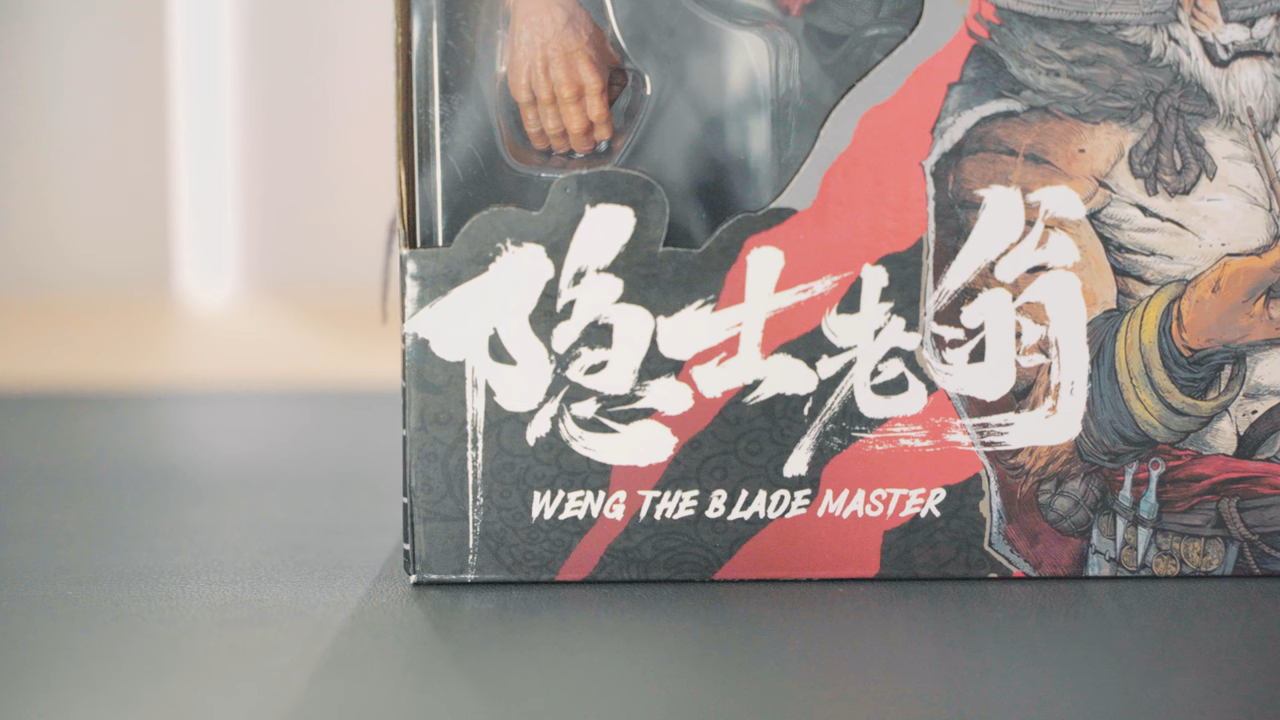 隐士老翁
WENG THE BLADE MASTER